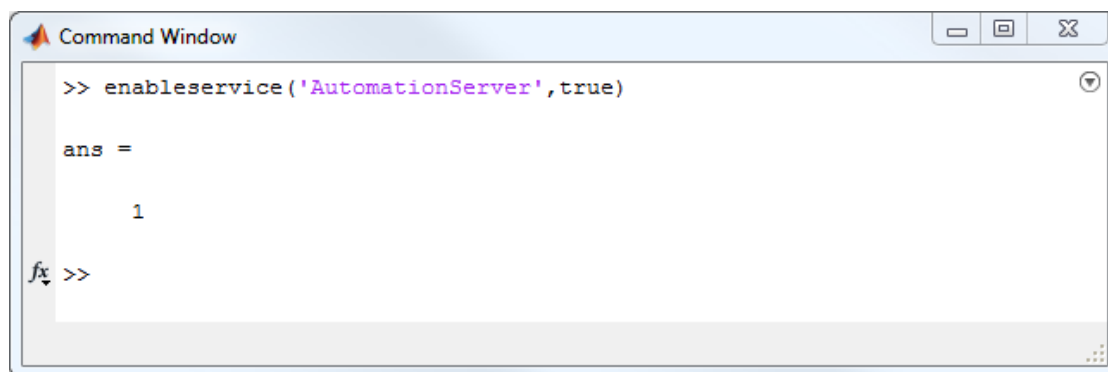 Command Window
>> enableservice('AutomationServer',true)
ans =
1
fx >>